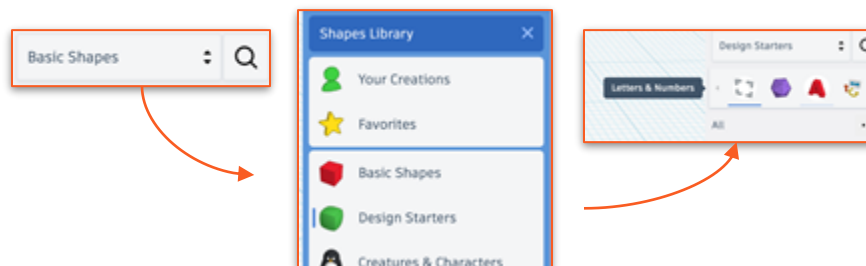 Basic Shapes
Shapes Library
Your Creations
Favorites
Basic Shapes
Design Starters
Creatures & Characters
Design Starters
Letters & Numbers
All